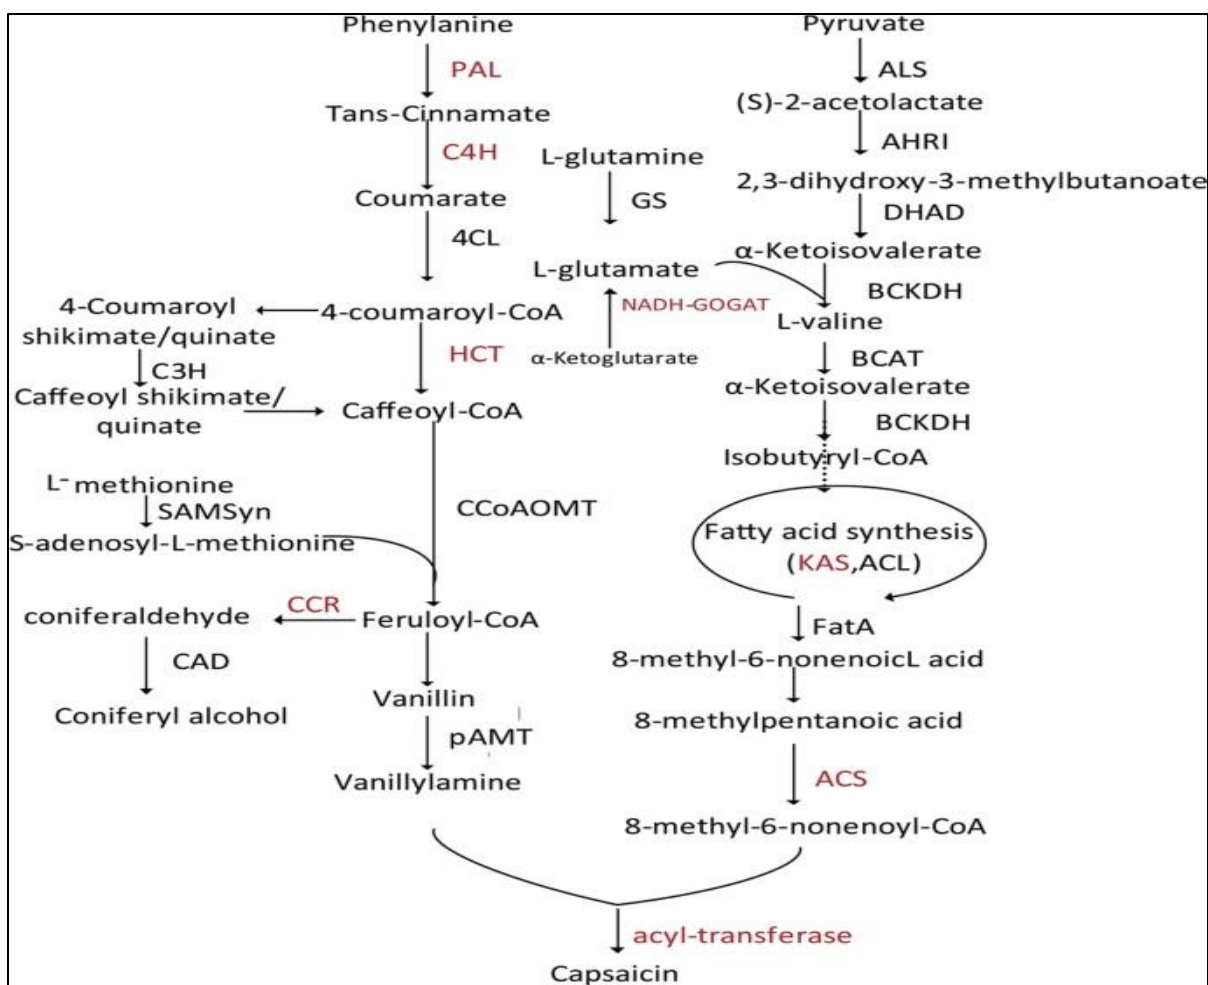 Phenylanine
PAL
Tans-Cinnamate
C4H
Coumarate
4CL
4-coumaroyl-CoA
4-Coumaroyl
shikimate/quinate
C3H
Caffeoyl shikimate/
quinate
HCT
Caffeoyl-CoA
L-methionine
SAMSyn
S-adenosyl-L-methionine
CCoAOMT
Feruloyl-CoA
CCR
coniferaldehyde
CAD
Coniferyl alcohol
Vanillin
pAMT
Vanillylamine
L-glutamine
GS
L-glutamate
NADH-GOGAT
α-Ketoglutarate
Pyruvate
ALS
(S)-2-acetolactate
AHRI
2,3-dihydroxy-3-methylbutanoate
DHAD
α-Ketoisovalerate
BCKDH
L-valine
BCAT
α-Ketoisovalerate
BCKDH
Isobutyryl-CoA
Fatty acid synthesis
(KAS,ACL)
FatA
8-methyl-6-nonenoicL acid
8-methylpentanoic acid
ACS
8-methyl-6-nonenoyl-CoA
acyl-transferase
Capsaicin